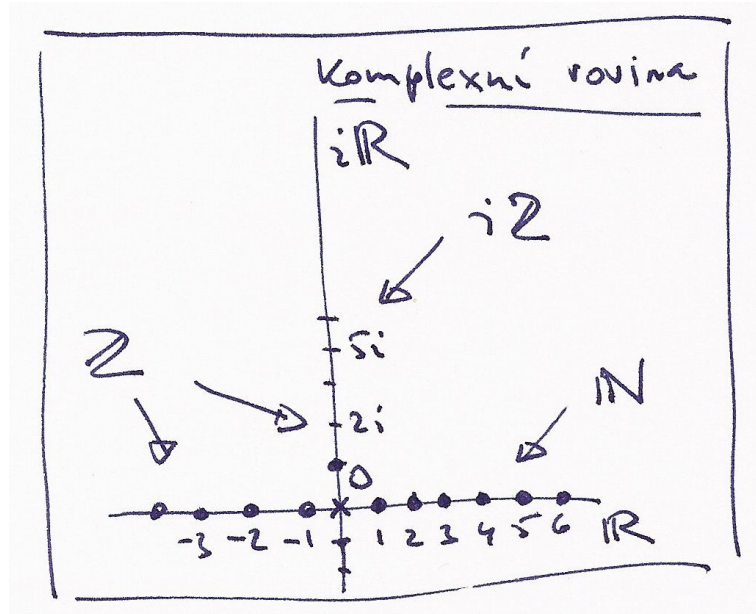 Komplexní rovina
iℝ
iℤ
5i
ℤ
ℕ
2i
0
-3 -2 -1 1 2 3 4 5 6 ℝ